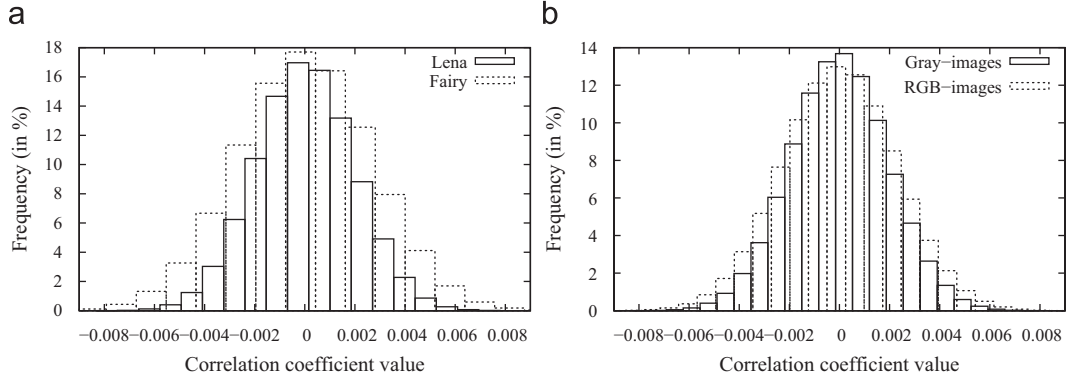 a
18
16
14
12
10
8
6
4
2
0
Frequency (in %)
Lena
Fairy
−0.008 −0.006 −0.004 −0.002 0 0.002 0.004 0.006 0.008
Correlation coefficient value
b
14
12
10
8
6
4
2
0
Frequency (in %)
Gray−images
RGB−images
−0.008 −0.006 −0.004 −0.002 0 0.002 0.004 0.006 0.008
Correlation coefficient value